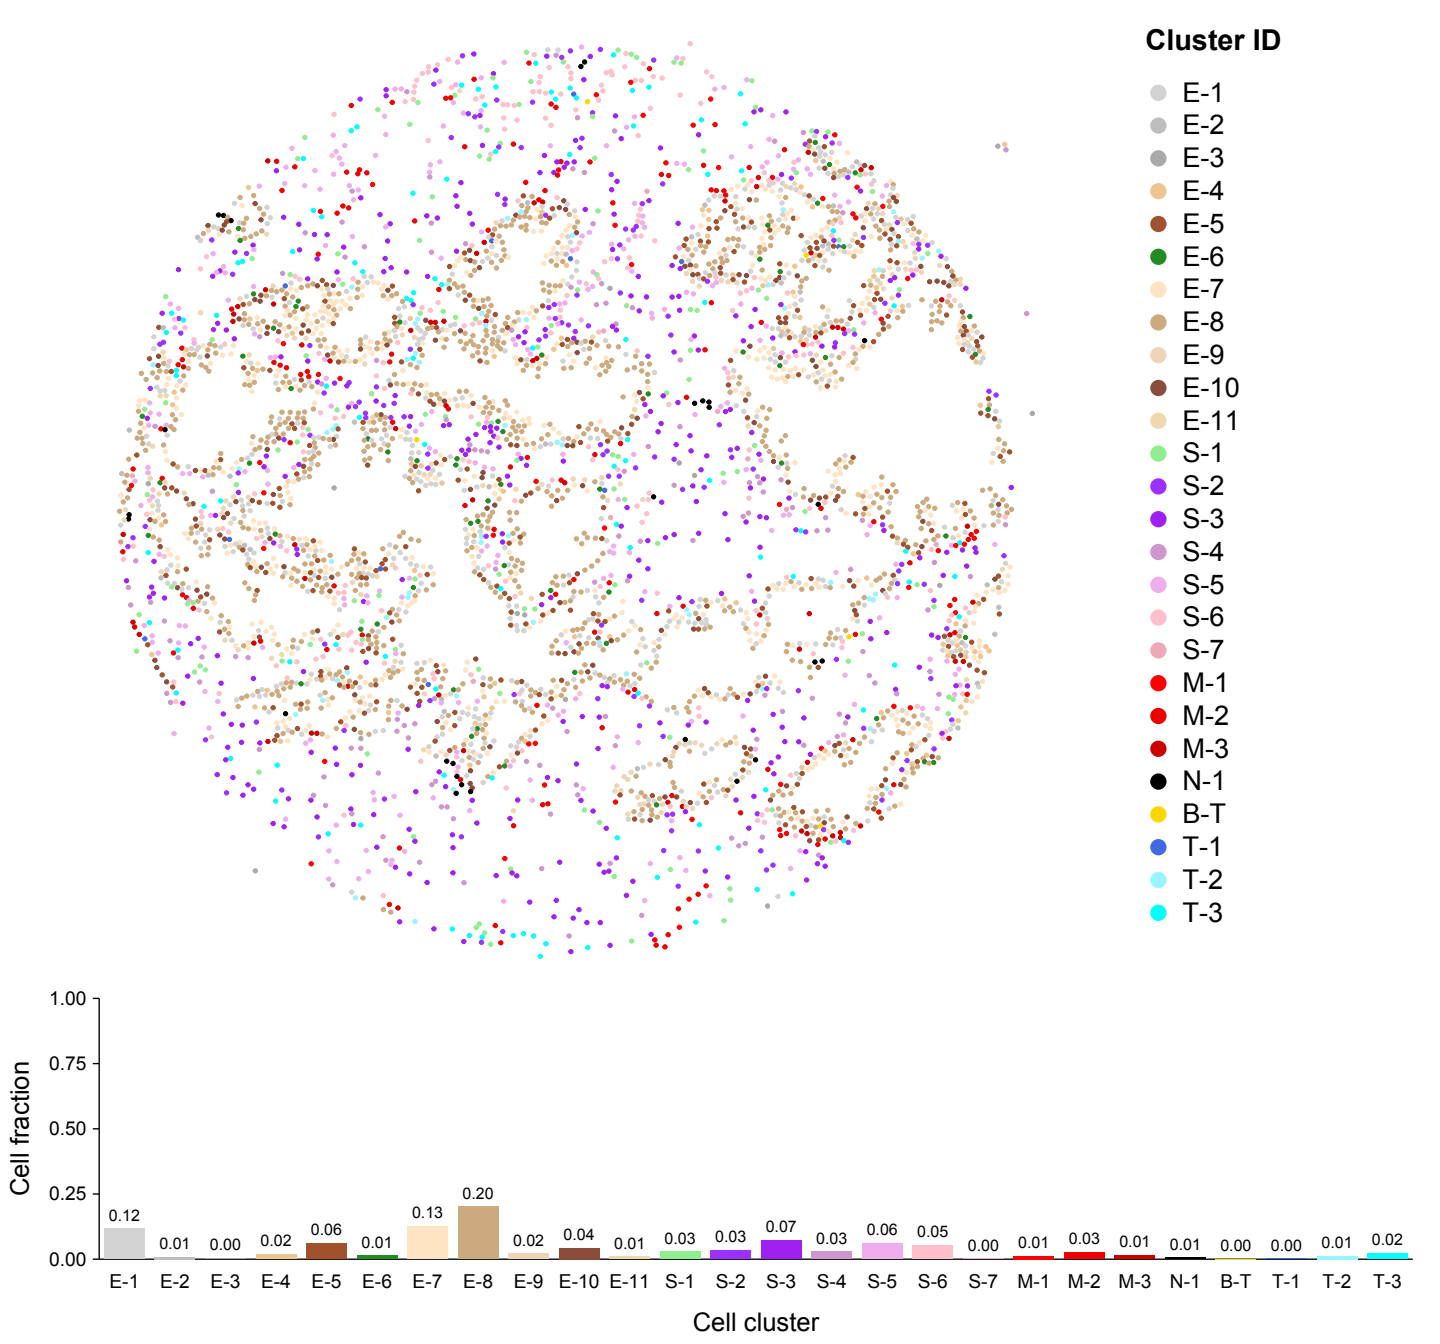 Cluster ID
E-1
E-2
E-3
E-4
E-5
E-6
E-7
E-8
E-9
E-10
E-11
S-1
S-2
S-3
S-4
S-5
S-6
S-7
M-1
M-2
M-3
N-1
B-T
T-1
T-2
T-3
Cell fraction
1.00
0.75
0.50
0.25
0.00
0.12 0.01 0.00 0.02 0.06 0.01 0.13 0.20 0.02 0.04 0.01 0.03 0.03 0.07 0.03 0.06 0.05 0.00 0.01 0.03 0.01 0.01 0.00 0.00 0.01 0.02
E-1 E-2 E-3 E-4 E-5 E-6 E-7 E-8 E-9 E-10 E-11 S-1 S-2 S-3 S-4 S-5 S-6 S-7 M-1 M-2 M-3 N-1 B-T T-1 T-2 T-3
Cell cluster